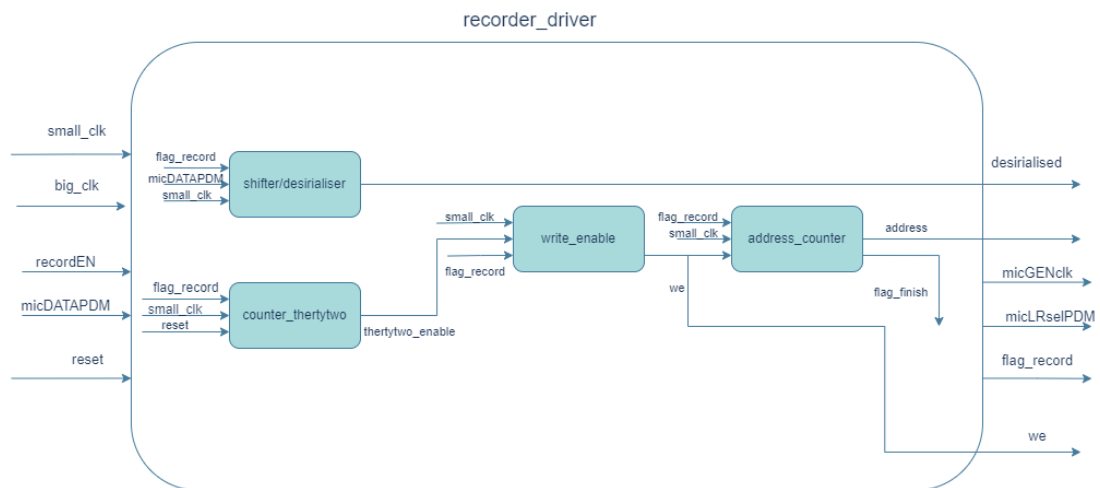 recorder_driver
small_clk
big_clk
recordEN
micDATAPDM
reset
flag_record
micDATAPDM
small_clk
shifter/desirialiser
desirialised
small_clk
flag_record
write_enable
flag_record
small_clk
address_counter
address
flag_record
small_clk
reset
counter_thertytwo
thertytwo_enable
we
flag_finish
micGENclk
micLRselPDM
flag_record
we